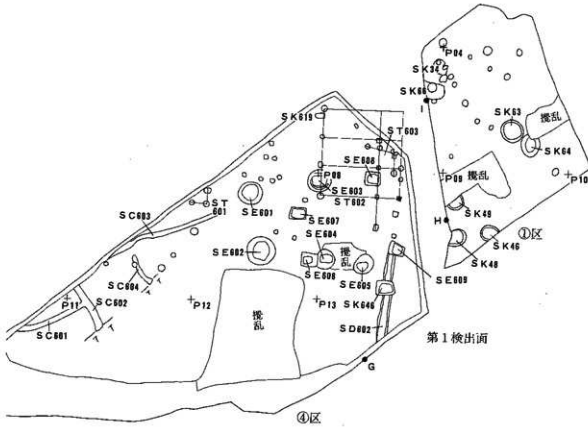 P04
SK34
SK66
I
SK63
攪乱
SK64
SK619
ST603
SE608
攪乱
P09
P10
P08
SE603
ST602
ST
601
SE601
SE607
SK49
H
①区
SC603
SE602
SE604
SK46
SK48
攪乱
SE606
SE605
SE609
SC604
P11
SC602
P12
P13
SK646
SC601
攪乱
SD602
第1検出面
G
④区